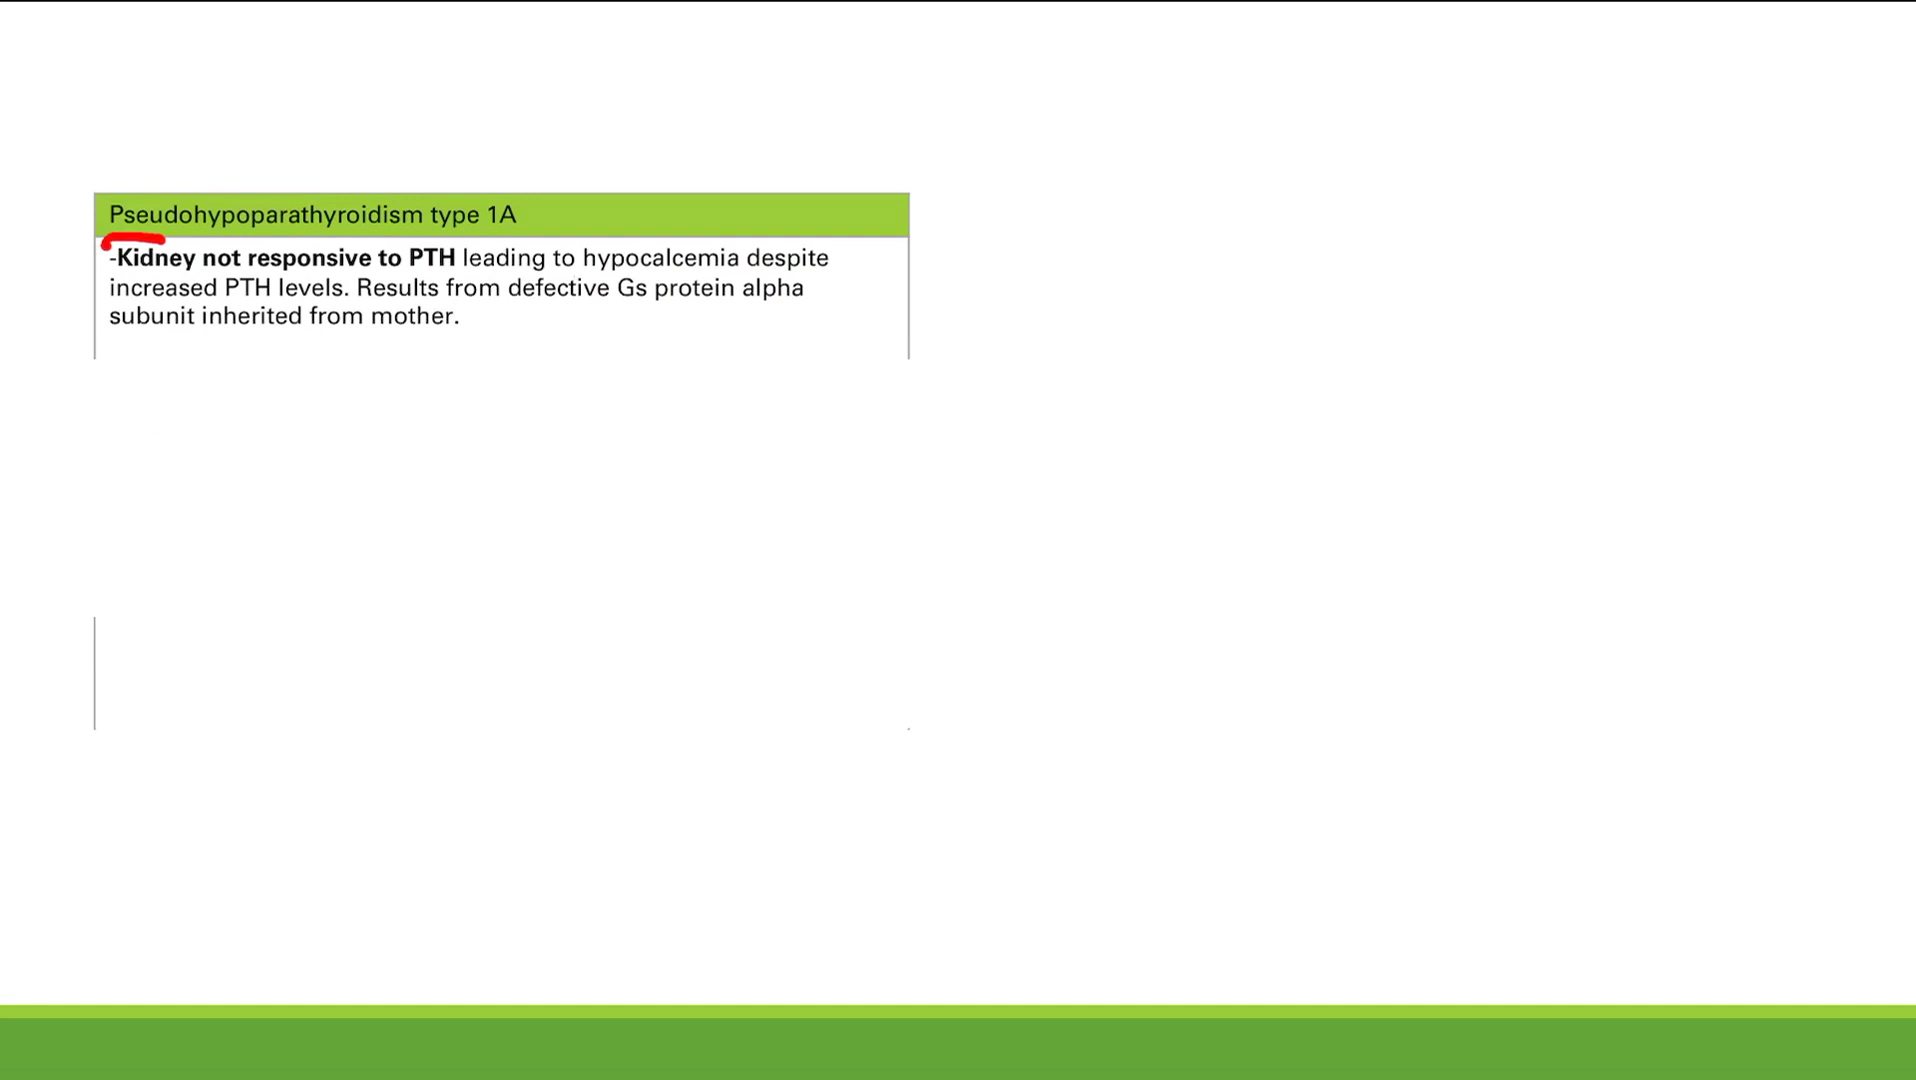 Pseudohypoparathyroidism type 1A
-Kidney not responsive to PTH leading to hypocalcemia despite
increased PTH levels. Results from defective Gs protein alpha
subunit inherited from mother.